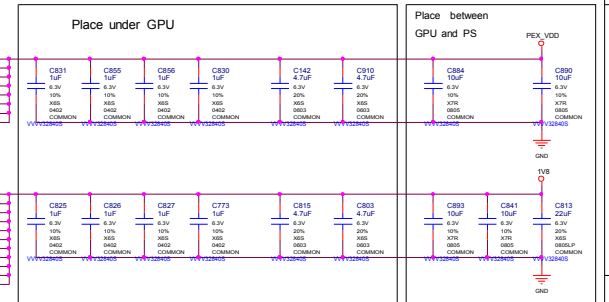 Place under GPU
Place between
GPU and PS
PEX_VDD
C831
1uF
6.3V
10%
X6S
0402
COMMON
C855
1uF
6.3V
10%
X6S
0402
COMMON
C856
1uF
6.3V
10%
X6S
0402
COMMON
C830
1uF
6.3V
10%
X6S
0402
COMMON
C142
4.7uF
6.3V
20%
X6S
0603
COMMON
C910
4.7uF
6.3V
20%
X6S
0603
COMMON
C884
10uF
6.3V
10%
X7R
0805
COMMON
C890
10uF
6.3V
10%
X7R
0805
COMMON
GND
1V8
C825
1uF
6.3V
10%
X6S
0402
COMMON
C826
1uF
6.3V
10%
X6S
0402
COMMON
C827
1uF
6.3V
10%
X6S
0402
COMMON
C773
1uF
6.3V
10%
X6S
0402
COMMON
C815
4.7uF
6.3V
20%
X6S
0603
COMMON
C803
4.7uF
6.3V
20%
X6S
0603
COMMON
C893
10uF
6.3V
10%
X7R
0805
COMMON
C841
10uF
6.3V
10%
X7R
0805
COMMON
C813
22uF
6.3V
20%
X6S
0805LP
COMMON
GND